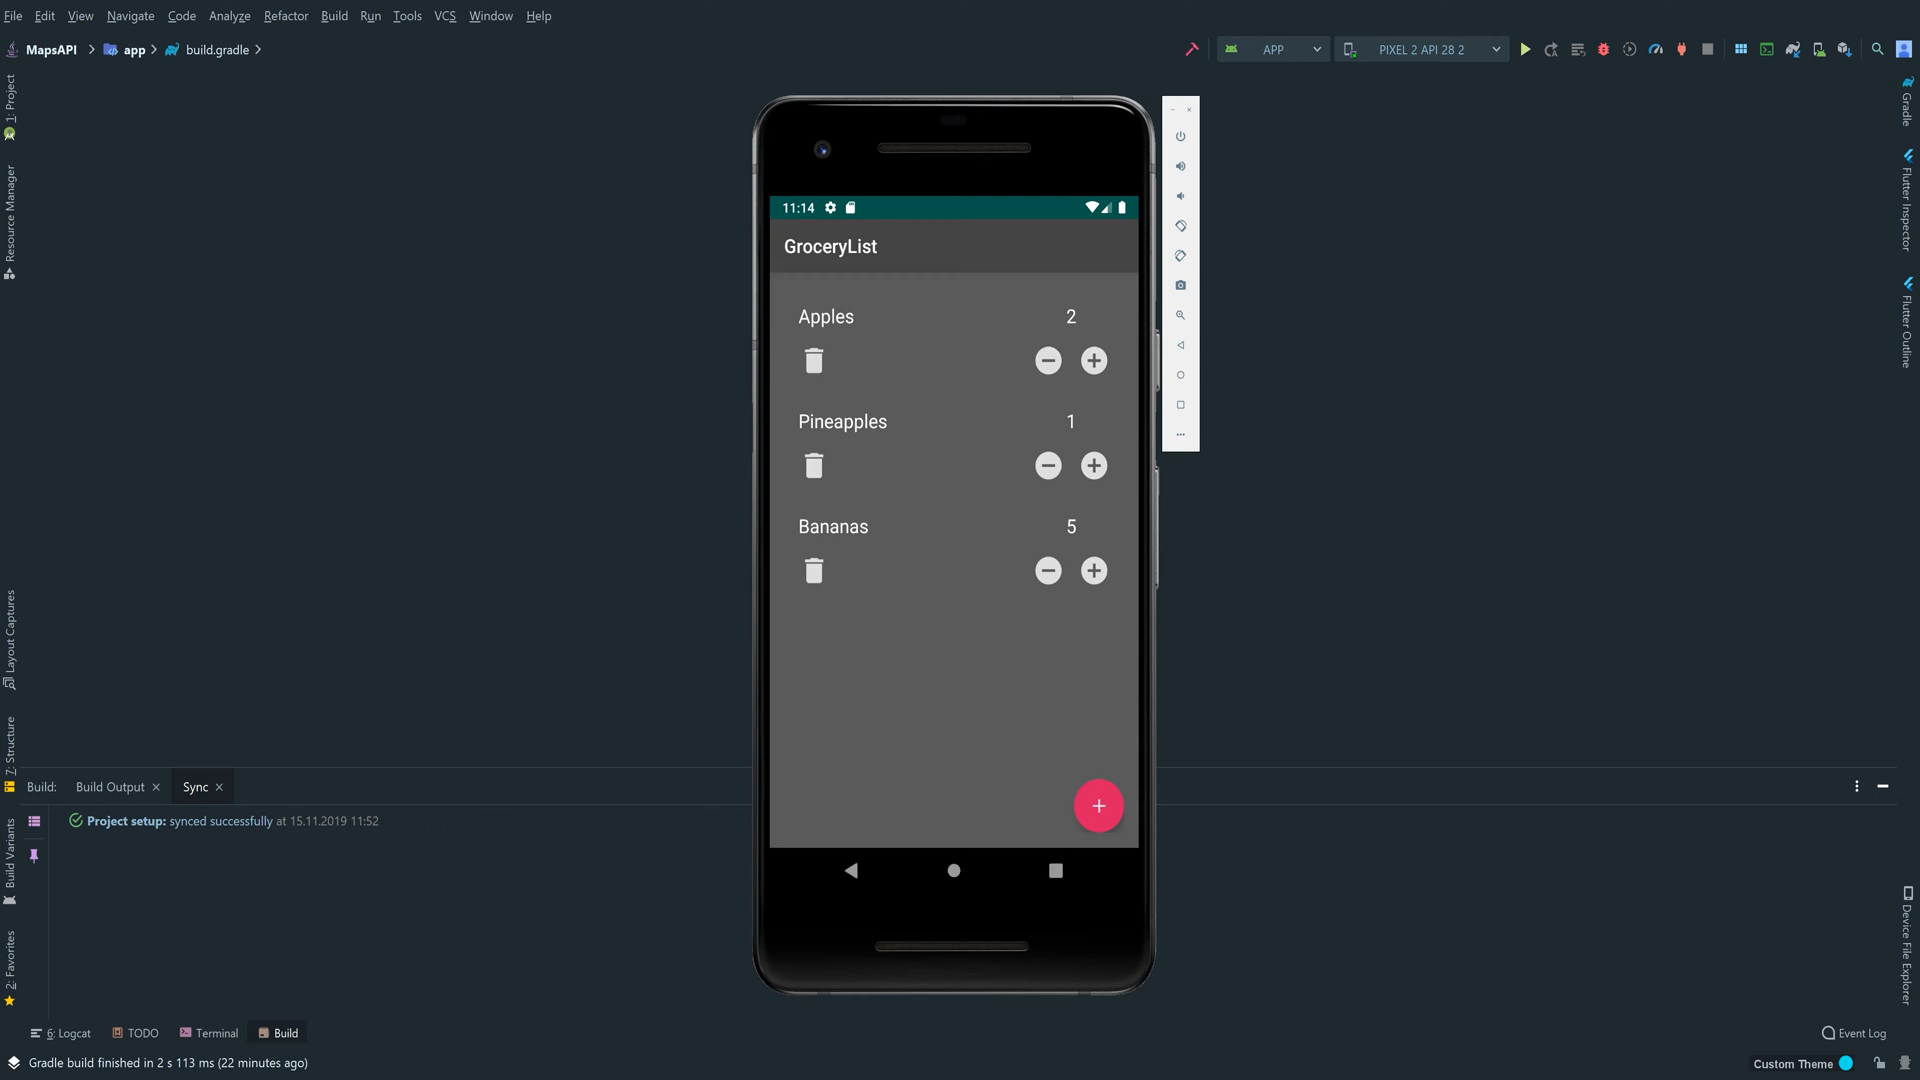 File Edit View Navigate Code Analyze Refactor Build Run Tools VCS Window Help
MapsAPI app build.gradle APP PIXEL 2 API 28 2
1: Project
Resource Manager
Layout Captures
7: Structure
Build Variants
2: Favorites
Gradle
Flutter Inspector
Flutter Outline
Device File Explorer
11:14
GroceryList
Apples 2
Pineapples 1
Bananas 5
Build: Build Output Sync
Project setup: synced successfully at 15.11.2019 11:52
6: Logcat TODO Terminal Build Event Log
Gradle build finished in 2 s 113 ms (22 minutes ago) Custom Theme